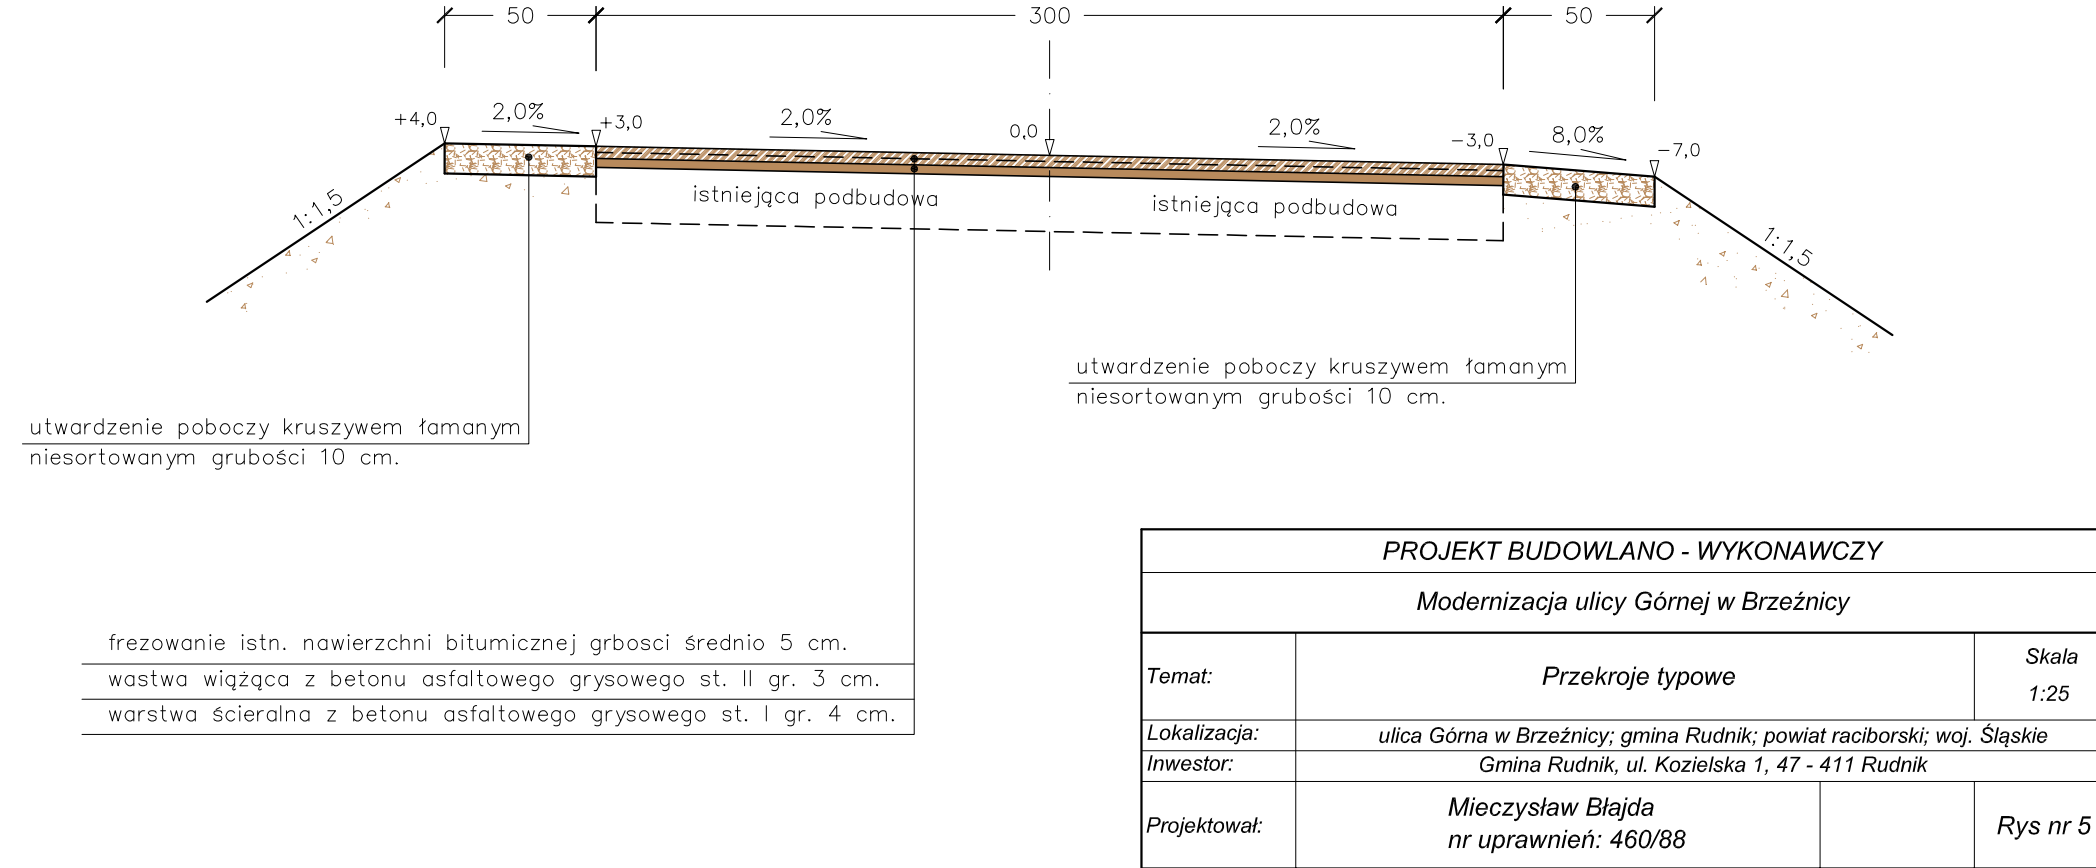 50 300 50
+4,0 2,0% +3,0 2,0% 0,0 2,0% -3,0 8,0% -7,0
1:1,5
istniejąca podbudowa istniejąca podbudowa
1:1,5
utwardzenie poboczy kruszywem łamanym
niesortowanym grubości 10 cm.
utwardzenie poboczy kruszywem łamanym
niesortowanym grubości 10 cm.
frezowanie istn. nawierzchni bitumicznej grbosci średnio 5 cm.
wastwa wiążąca z betonu asfaltowego grysowego st. II gr. 3 cm.
warstwa ścieralna z betonu asfaltowego grysowego st. I gr. 4 cm.
PROJEKT BUDOWLANO - WYKONAWCZY
Modernizacja ulicy Górnej w Brzeźnicy
Temat: Przekroje typowe Skala
1:25
Lokalizacja: ulica Górna w Brzeźnicy; gmina Rudnik; powiat raciborski; woj. Śląskie
Inwestor: Gmina Rudnik, ul. Kozielska 1, 47 - 411 Rudnik
Projektował: Mieczysław Błajda
nr uprawnień: 460/88
Rys nr 5